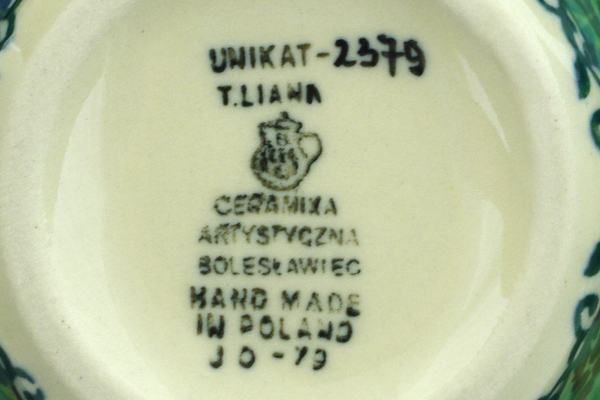 UNIKAT-2379
T.LIANA
CERAMIKA
ARTYSTYCZNA
BOLESŁAWIEC
HAND MADE
IN POLAND
JO-79